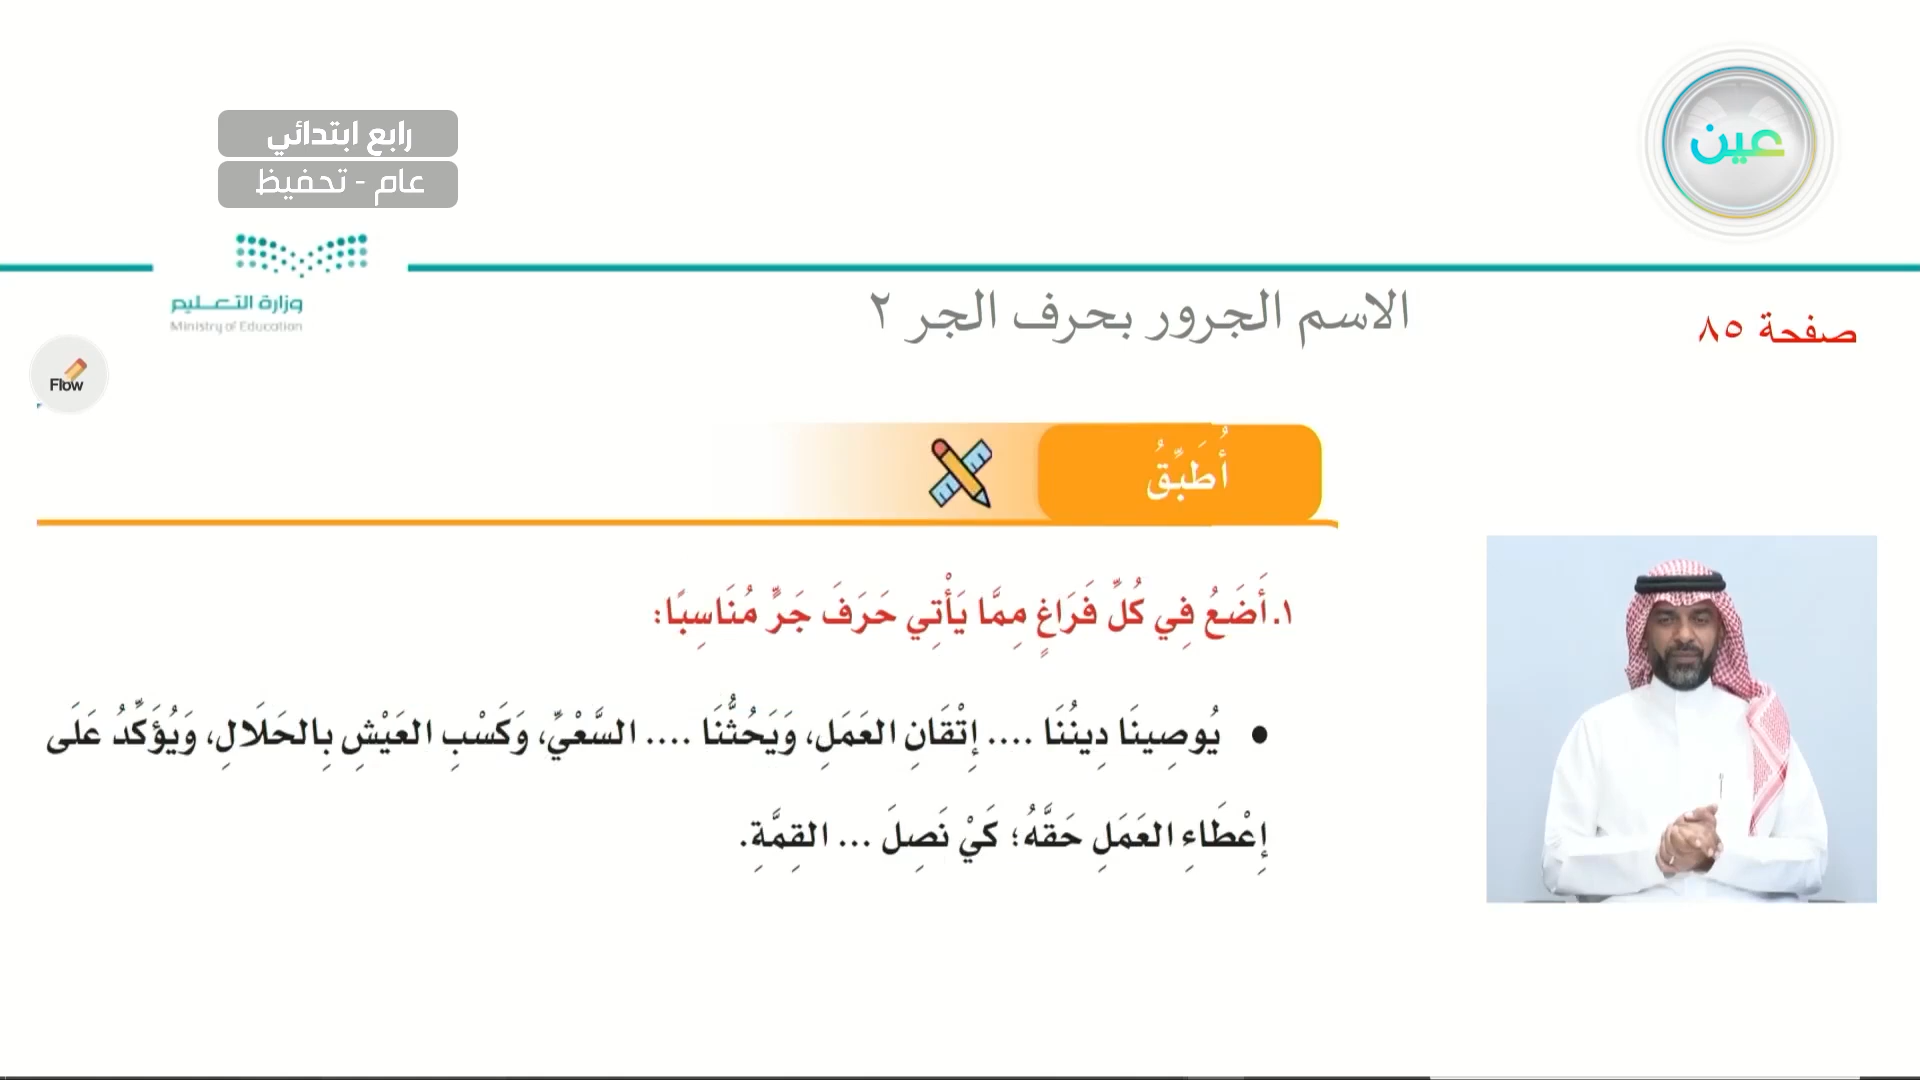 عين
رابع ابتدائي
عام - تحفيظ
وزارة التعليم
Ministry of Education
الاسم الجرور بحرف الجر ٢
صفحة ٨٥
Flow
أُطَبِّقُ
١. أَضَعُ فِي كُلِّ فَرَاغٍ مِمَّا يَأْتِي حَرَفَ جَرٍّ مُنَاسِبًا:
• يُوصِينَا دِينُنَا .... إِتْقَانِ العَمَلِ، وَيَحُثُّنَا .... السَّعْيِّ، وَكَسْبِ العَيْشِ بِالحَلَالِ، وَيُؤَكِّدُ عَلَى
إِعْطَاءِ العَمَلِ حَقَّهُ؛ كَيْ نَصِلَ ... القِمَّةِ.